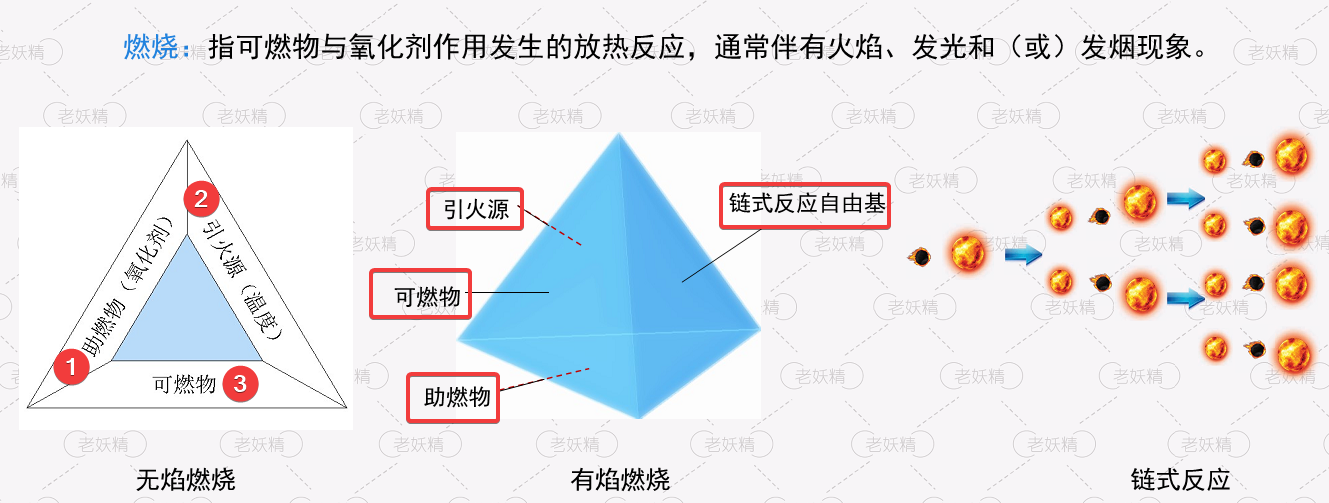 燃烧：指可燃物与氧化剂作用发生的放热反应，通常伴有火焰、发光和（或）发烟现象。
2
引火源（温度）
助燃物（氧化剂）
1
可燃物 3
引火源
链式反应自由基
可燃物
助燃物
无焰燃烧
有焰燃烧
链式反应
老妖精